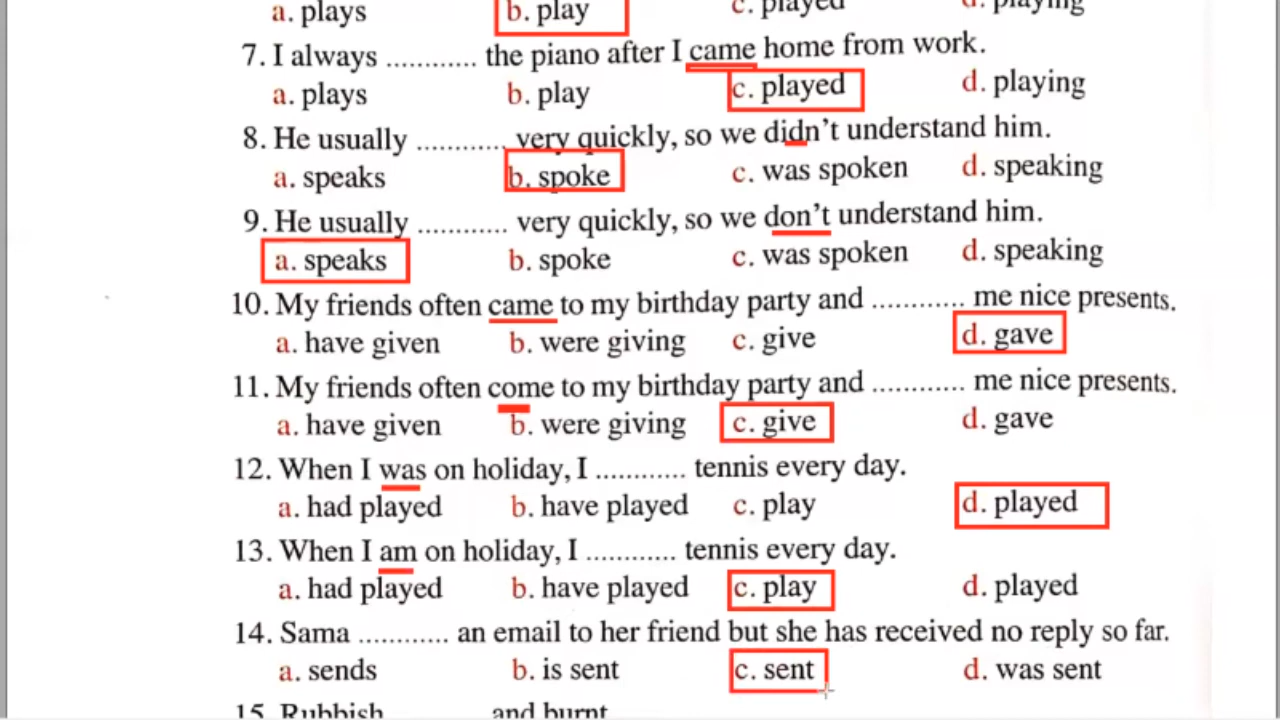 a. plays b. play c. played d. playing
7. I always ............ the piano after I came home from work.
a. plays b. play c. played d. playing
8. He usually ............ very quickly, so we didn't understand him.
a. speaks b. spoke c. was spoken d. speaking
9. He usually ............ very quickly, so we don't understand him.
a. speaks b. spoke c. was spoken d. speaking
10. My friends often came to my birthday party and ............ me nice presents.
a. have given b. were giving c. give d. gave
11. My friends often come to my birthday party and ............ me nice presents.
a. have given b. were giving c. give d. gave
12. When I was on holiday, I ............ tennis every day.
a. had played b. have played c. play d. played
13. When I am on holiday, I ............ tennis every day.
a. had played b. have played c. play d. played
14. Sama ............ an email to her friend but she has received no reply so far.
a. sends b. is sent c. sent d. was sent
15. Rubbish and burnt